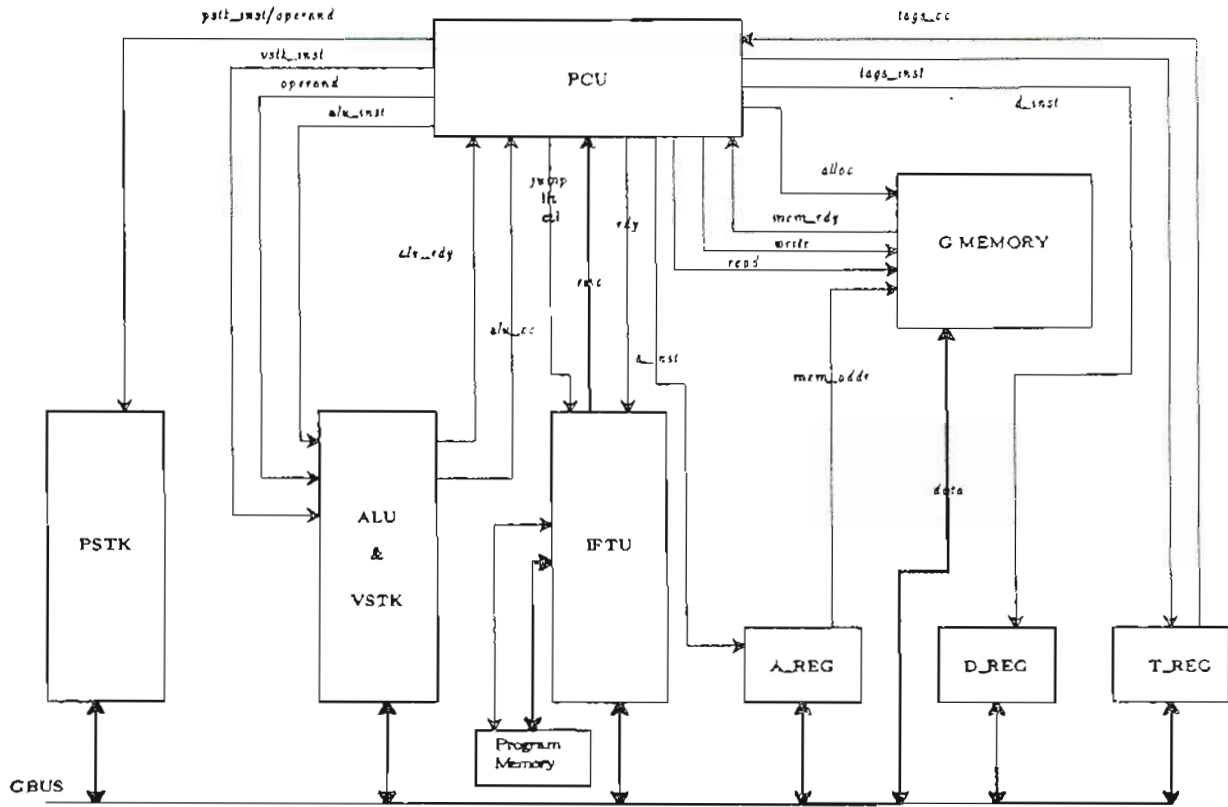 pstk_inst/operand
tags_cc
vstk_inst
PCU
tags_inst
operand
d_inst
alu_inst
alloc
jump
mem_rdy
rdy
G MEMORY
write
alu_rdy
read
alu_cc
a_inst
mem_addr
data
PSTK
ALU
&
VSTK
IFTU
A_REG
D_REG
T_REG
Program
Memory
GBUS